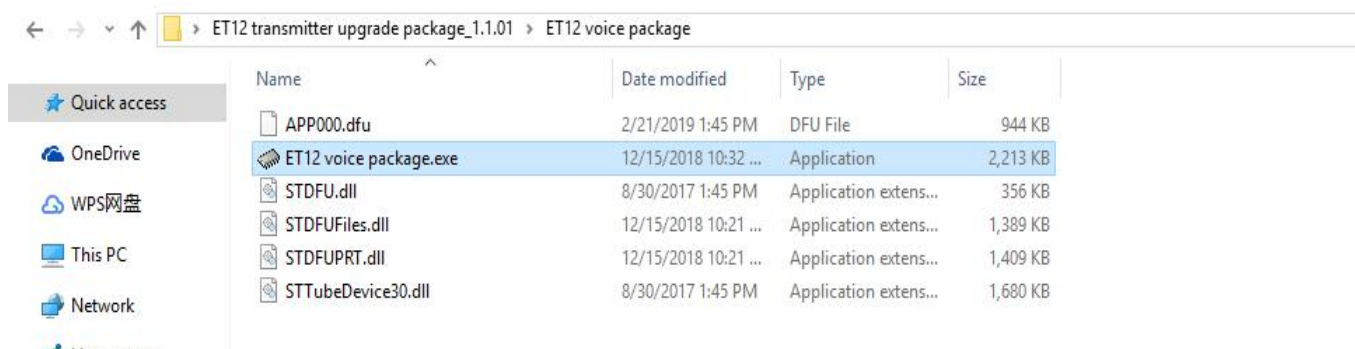 ET12 transmitter upgrade package_1.1.01 > ET12 voice package
Name Date modified Type Size
Quick access
OneDrive
WPS网盘
This PC
Network
APP000.dfu 2/21/2019 1:45 PM DFU File 944 KB
ET12 voice package.exe 12/15/2018 10:32 ... Application 2,213 KB
STDFU.dll 8/30/2017 1:45 PM Application extens... 356 KB
STDFUFiles.dll 12/15/2018 10:21 ... Application extens... 1,389 KB
STDFUPRT.dll 12/15/2018 10:21 ... Application extens... 1,409 KB
STTubeDevice30.dll 8/30/2017 1:45 PM Application extens... 1,680 KB